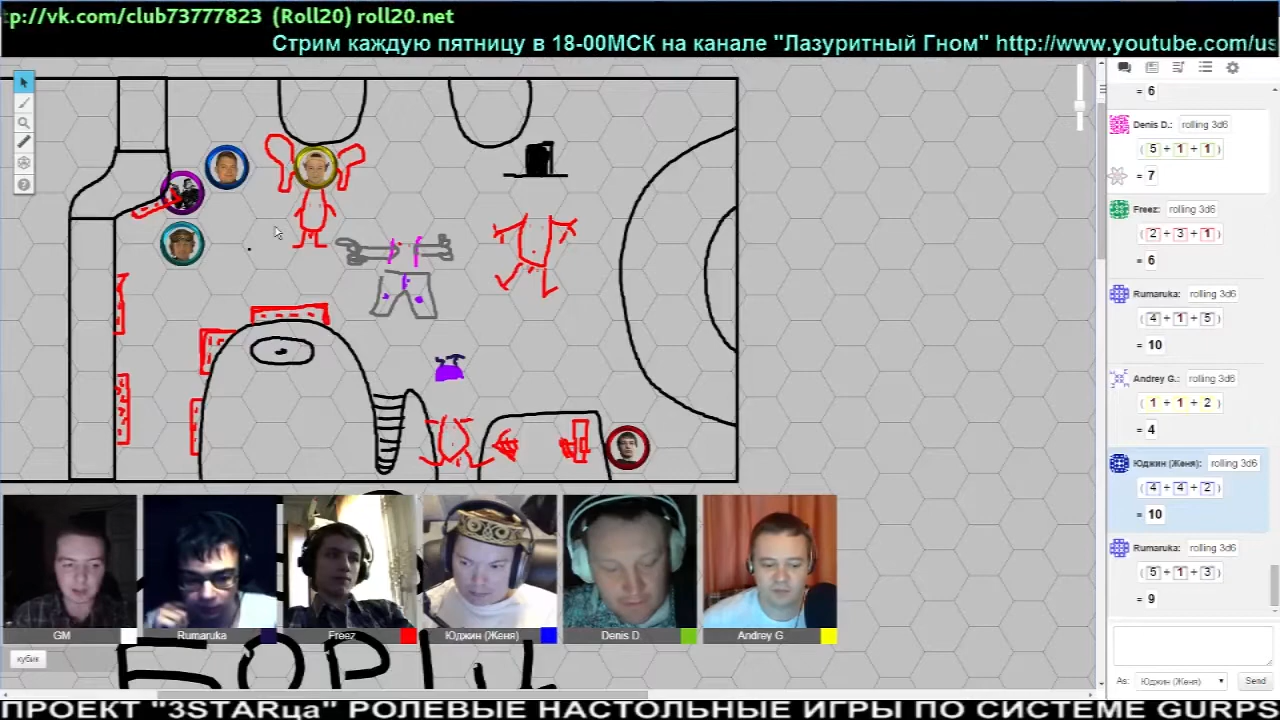 p://vk.com/club73777823 (Roll20) roll20.net
Стрим каждую пятницу в 18-00МСК на канале "Лазуритный Гном" http://www.youtube.com/us
= 6
Denis D.: rolling 3d6
(5+1+1)
= 7
Freez: rolling 3d6
(2+3+1)
= 6
Rumaruka: rolling 3d6
(4+1+5)
= 10
Andrey G.: rolling 3d6
(1+1+2)
= 4
Юджин (Женя): rolling 3d6
(4+4+2)
= 10
Rumaruka: rolling 3d6
(5+1+3)
= 9
GM Rumaruka Freez Юджин (Женя) Denis D. Andrey G
кубик
БОРЦ
As: Юджин (Женя) Send
ПРОЕКТ "3STARца" РОЛЕВЫЕ НАСТОЛЬНЫЕ ИГРЫ ПО СИСТЕМЕ GURPS